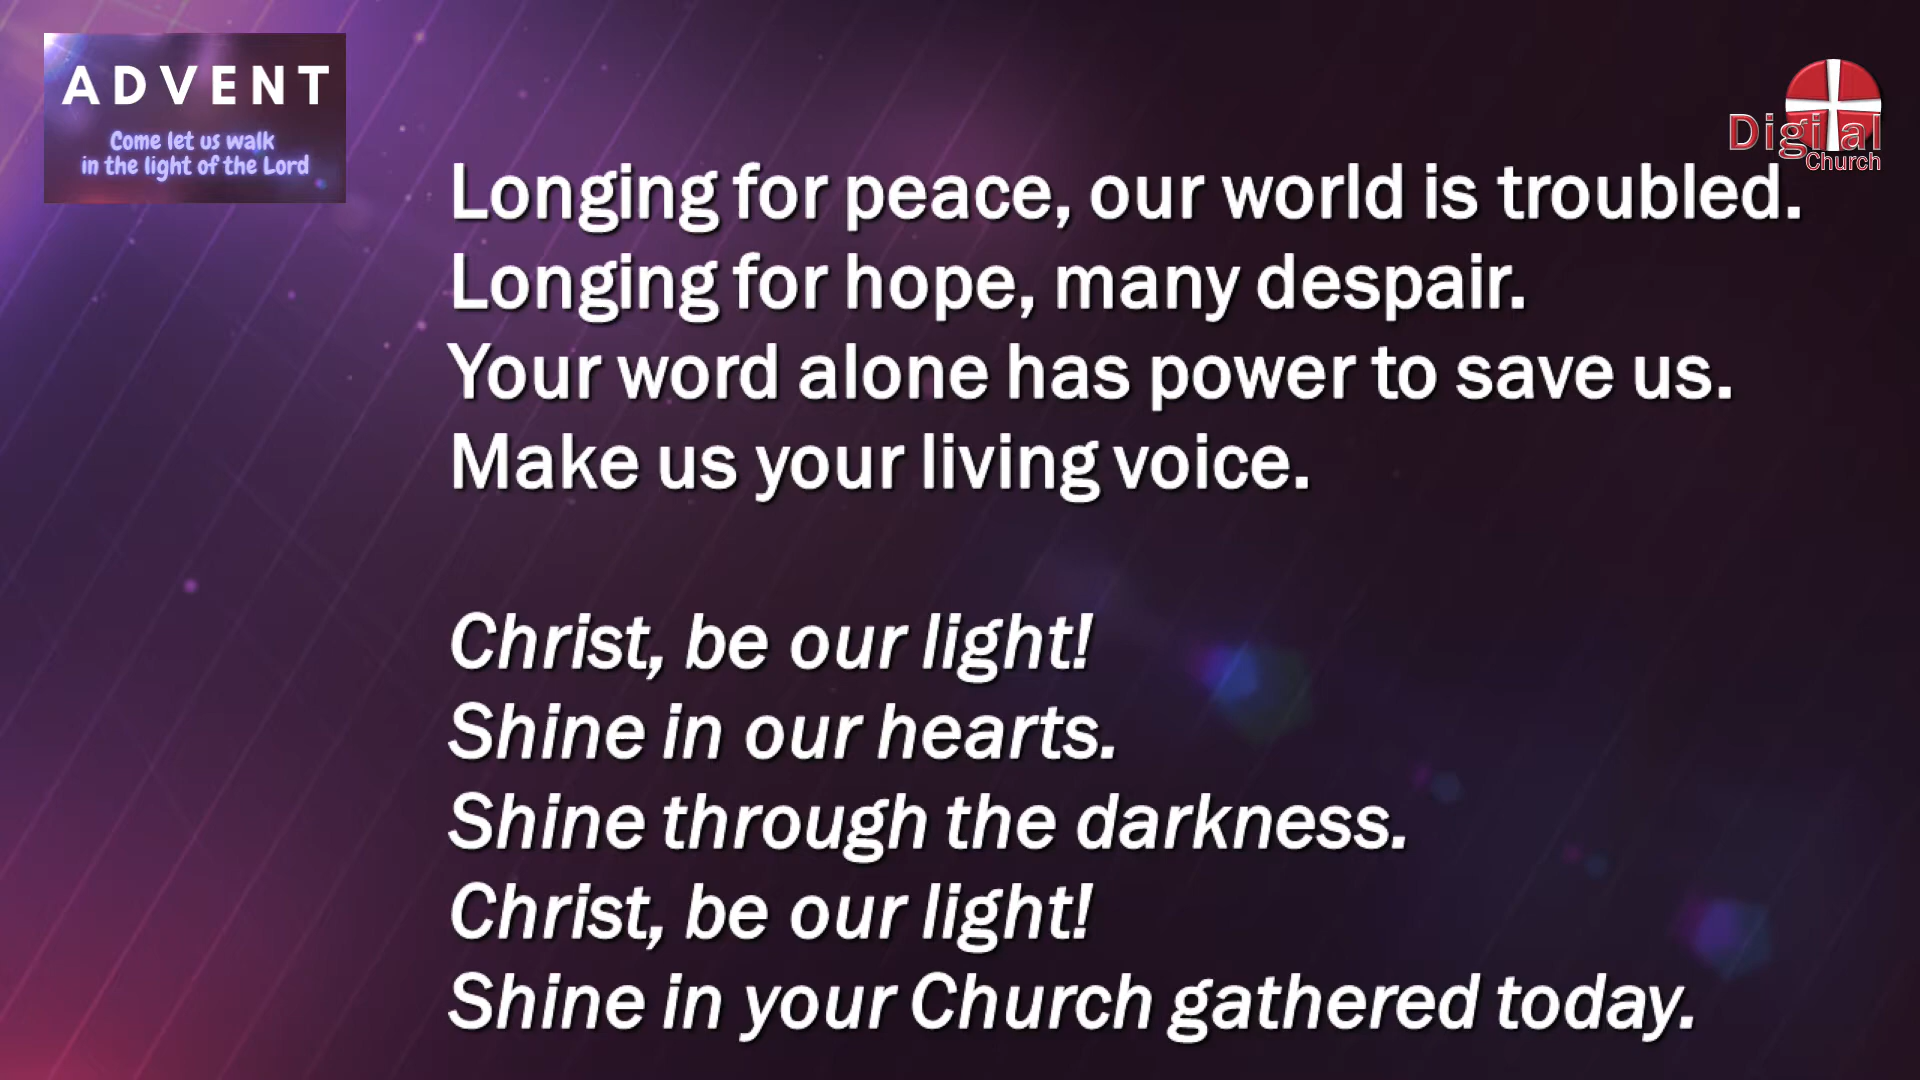 ADVENT
Come let us walk
in the light of the Lord
Digital
Church
Longing for peace, our world is troubled.
Longing for hope, many despair.
Your word alone has power to save us.
Make us your living voice.
Christ, be our light!
Shine in our hearts.
Shine through the darkness.
Christ, be our light!
Shine in your Church gathered today.